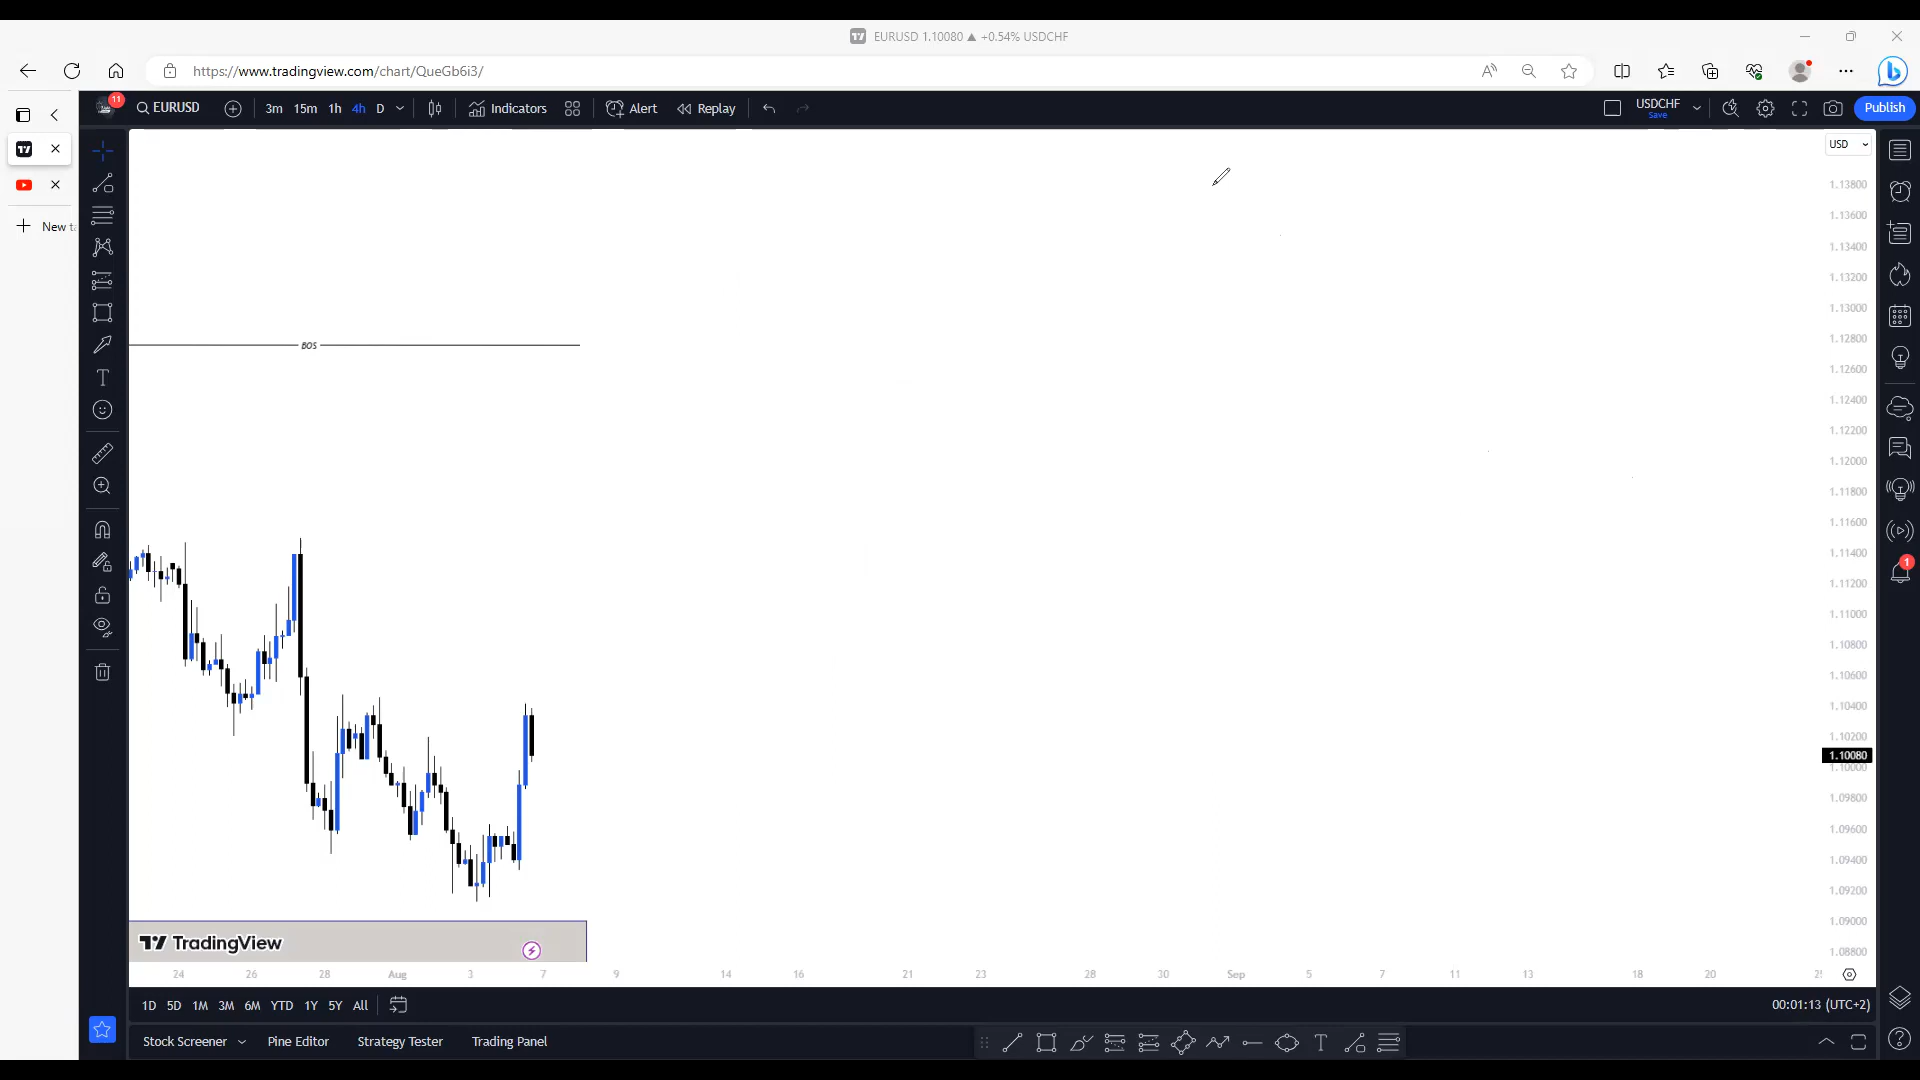 EURUSD 1.10080 ▲ +0.54% USDCHF
https://www.tradingview.com/chart/QueGb6i3/
11
EURUSD
3m 15m 1h 4h D
Indicators
Alert
Replay
USDCHF
Save
Publish
New ta
USD
1.13800
1.13600
1.13400
1.13200
1.13000
1.12800
1.12600
1.12400
1.12200
1.12000
1.11800
1.11600
1.11400
1.11200
1.11000
1.10800
1.10600
1.10400
1.10200
1.10080
1.10000
1.09800
1.09600
1.09400
1.09200
1.09000
1.08800
BOS
1
TradingView
24 26 28 Aug 3 7 9 14 16 21 23 28 30 Sep 5 7 11 13 18 20
1D 5D 1M 3M 6M YTD 1Y 5Y All
00:01:13 (UTC+2)
Stock Screener
Pine Editor
Strategy Tester
Trading Panel